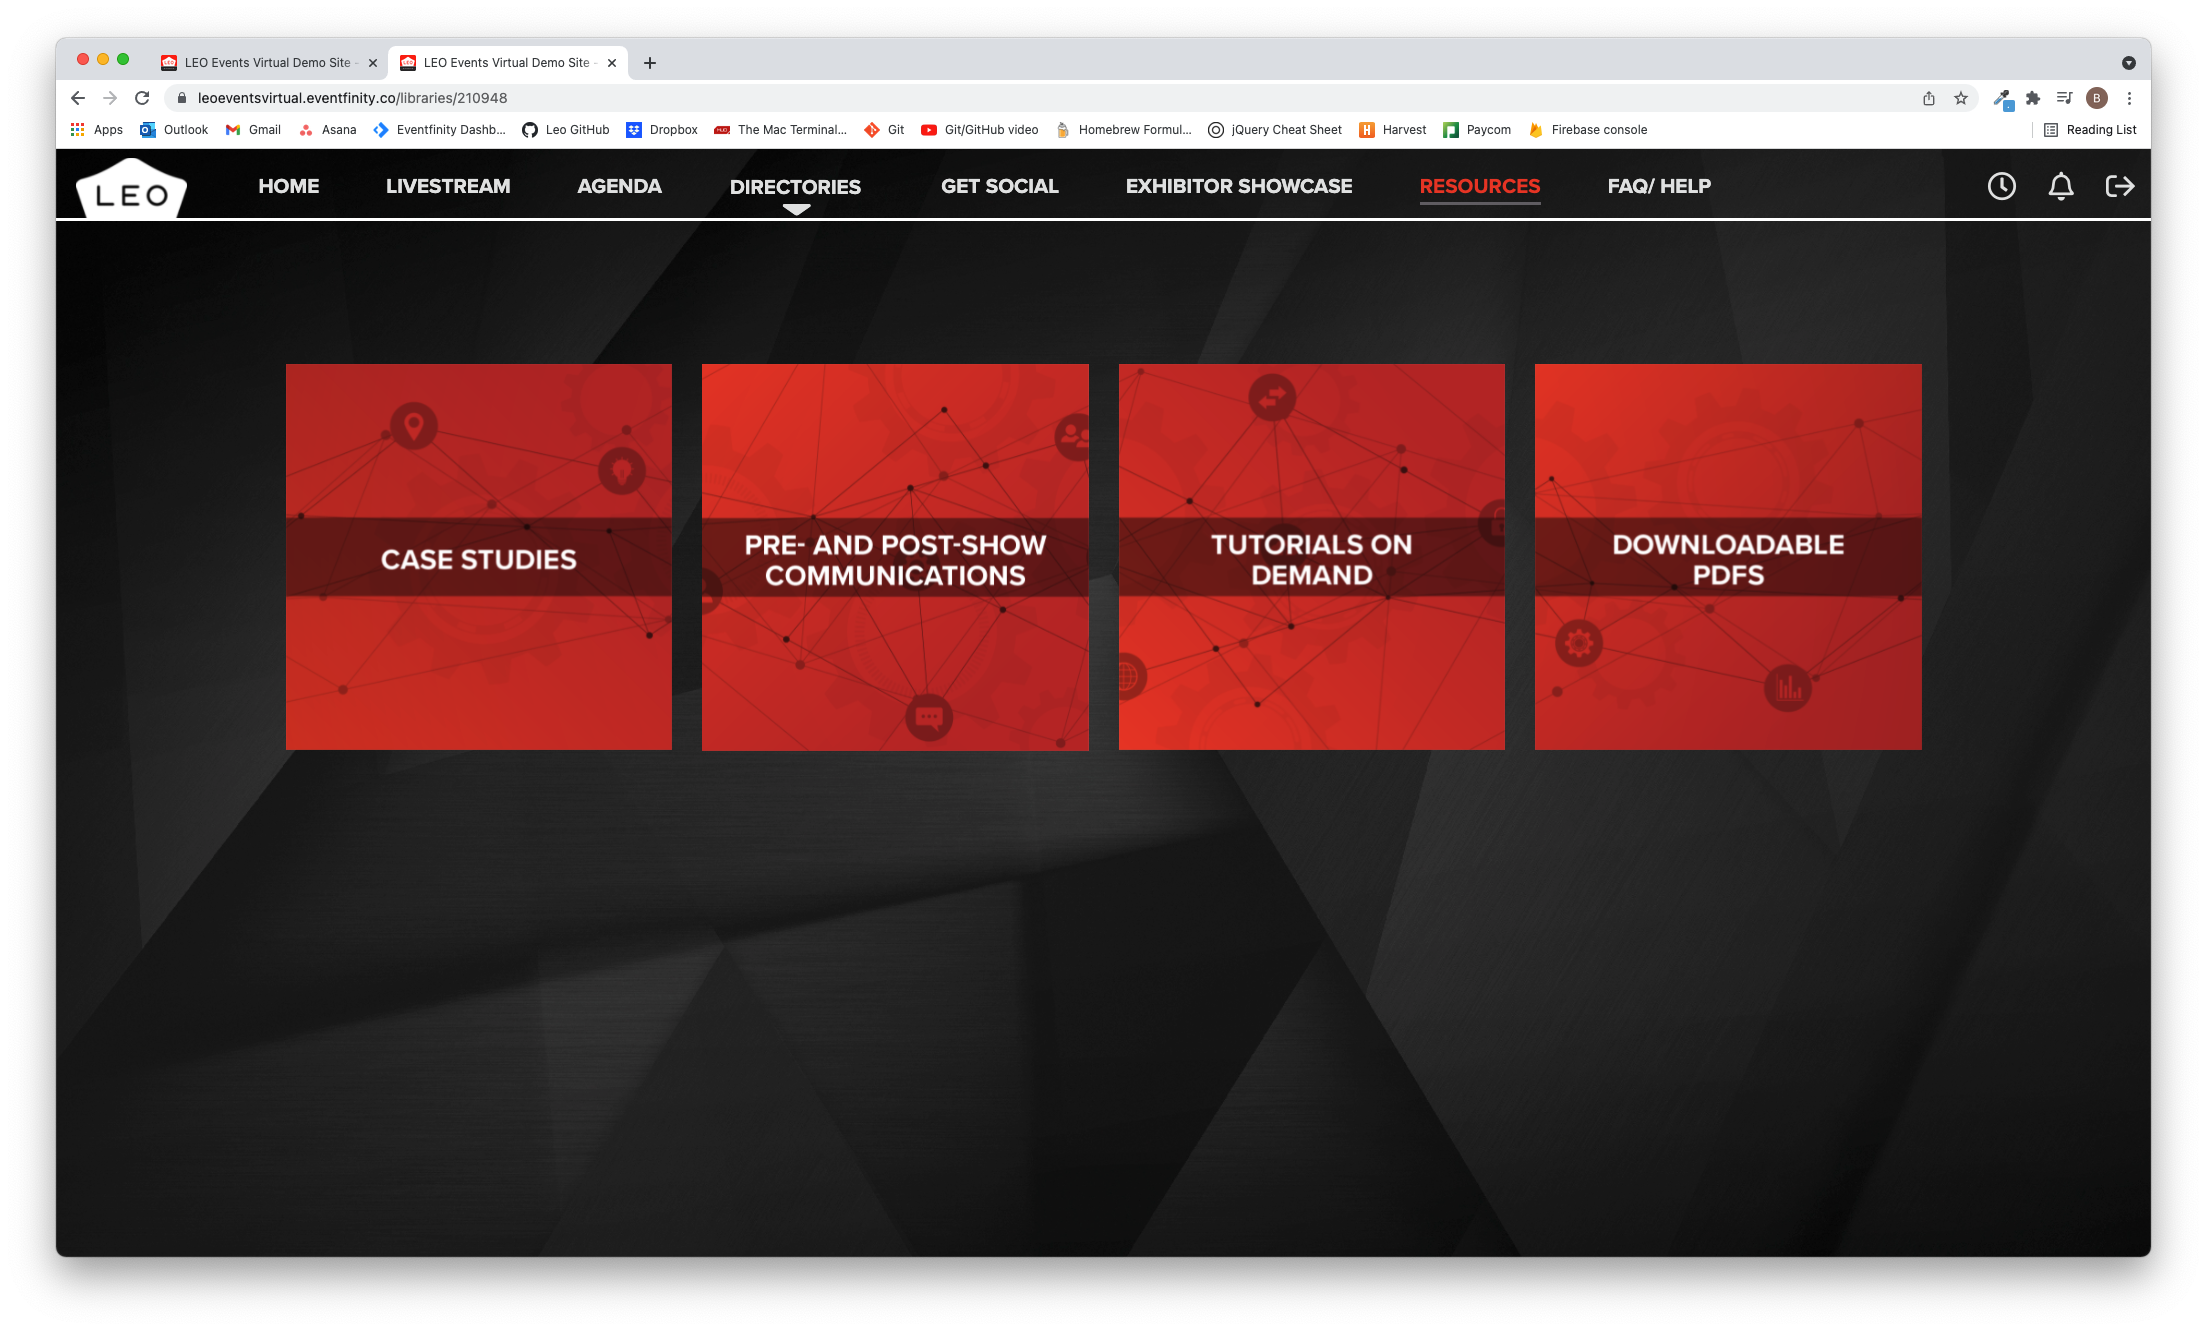 LEO Events Virtual Demo Site -
LEO Events Virtual Demo Site -
leoeventsvirtual.eventfinity.co/libraries/210948
B
Apps
Outlook
Gmail
Asana
Eventfinity Dashb...
Leo GitHub
Dropbox
The Mac Terminal...
Git
Git/GitHub video
Homebrew Formul...
jQuery Cheat Sheet
Harvest
Paycom
Firebase console
Reading List
LEO
HOME
LIVESTREAM
AGENDA
DIRECTORIES
GET SOCIAL
EXHIBITOR SHOWCASE
RESOURCES
FAQ/ HELP
CASE STUDIES
PRE- AND POST-SHOW
COMMUNICATIONS
TUTORIALS ON
DEMAND
DOWNLOADABLE
PDFS